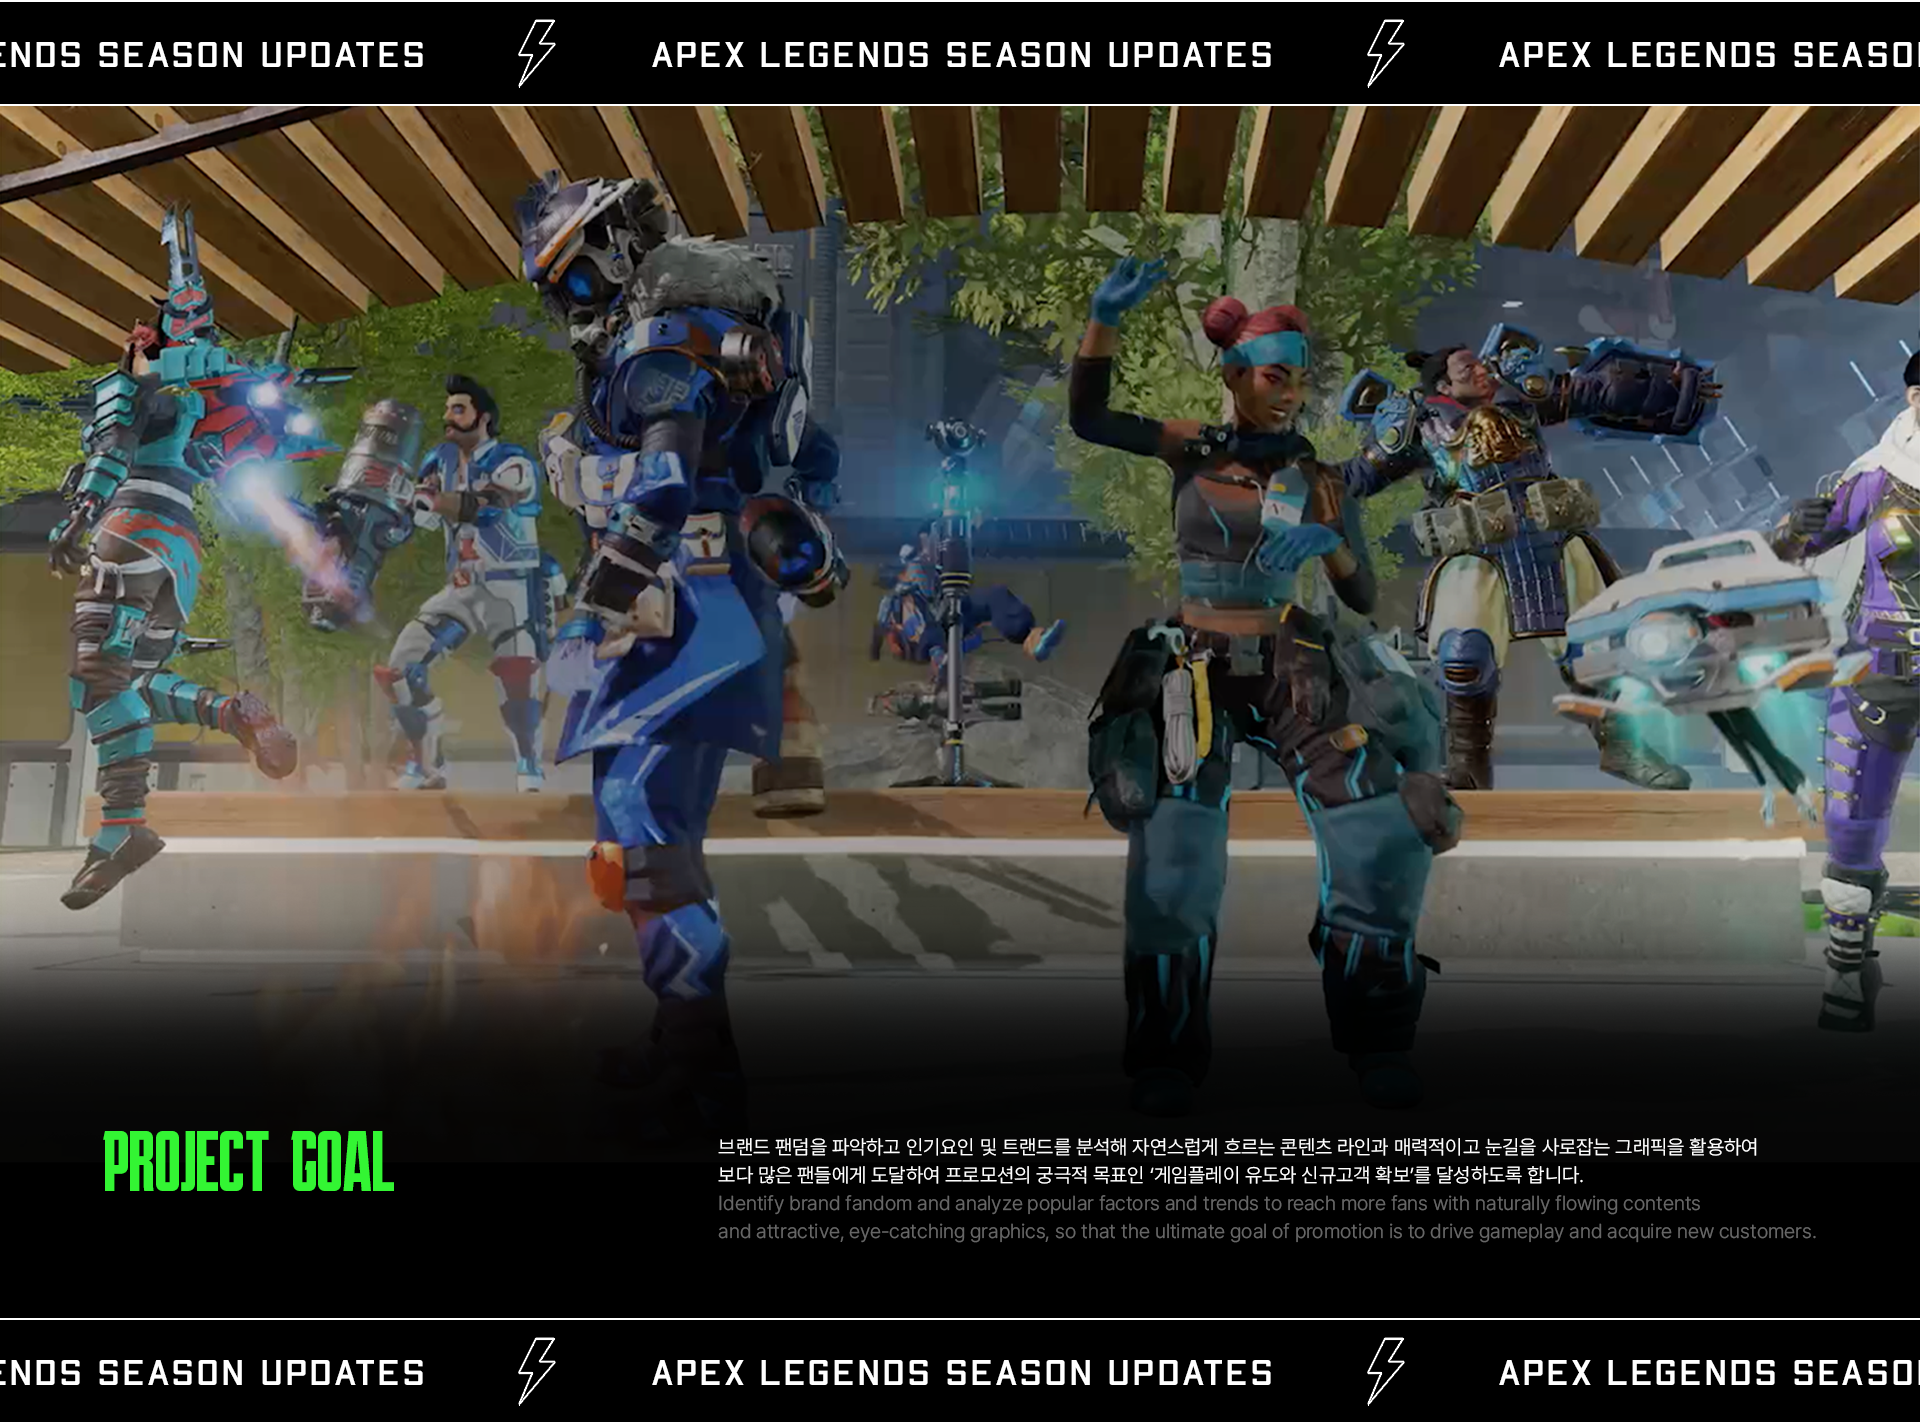 ENDS SEASON UPDATES APEX LEGENDS SEASON UPDATES APEX LEGENDS SEASO
PROJECT GOAL
브랜드 팬덤을 파악하고 인기요인 및 트랜드를 분석해 자연스럽게 흐르는 콘텐츠 라인과 매력적이고 눈길을 사로잡는 그래픽을 활용하여
보다 많은 팬들에게 도달하여 프로모션의 궁극적 목표인 ‘게임플레이 유도와 신규고객 확보’를 달성하도록 합니다.
Identify brand fandom and analyze popular factors and trends to reach more fans with naturally flowing contents
and attractive, eye-catching graphics, so that the ultimate goal of promotion is to drive gameplay and acquire new customers.
ENDS SEASON UPDATES APEX LEGENDS SEASON UPDATES APEX LEGENDS SEASO